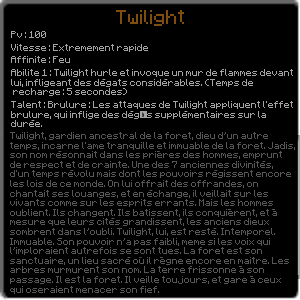 Twilight
Pv : 100
Vitesse : Extremement rapide
Affinite : Feu
Abilite 1 : Twilight hurle et invoque un mur de flammes devant
lui, infligeant des dégats considérables. (Temps de
recharge : 5 secondes)
Talent : Brulure : Les attaques de Twilight appliquent l'effet
brulure, qui inflige des dégâts supplémentaires sur la
durée.
Twilight, gardien ancestral de la foret, dieu d'un autre
temps, incarne l'ame tranquille et immuable de la foret. Jadis,
son nom résonnait dans les prières des hommes, emprunt
de respect et de crainte. Une des 7 anciennes divinités,
d'un temps révolu mais dont les pouvoirs régissent encore
les lois de ce monde. On lui offrait des offrandes, on
chantait ses louanges, et en échange, il veillait sur les
vivants comme sur les esprits errants. Mais les hommes
oublient. Ils changent. Ils batissent, ils conquièrent, et à
mesure que leurs cités grandissent, les anciens dieux
sombrent dans l'oubli. Twilight, lui, est resté. Intemporel.
Immuable. Son pouvoir n'a pas faibli, meme si les voix qui
l'imploraient autrefois se sont tues. La foret est son
sanctuaire, un lieu sacré où il règne encore en maître. Les
arbres murmurent son nom. La terre frissonne à son
passage. Il est la foret. Il veille toujours, et gare à ceux
qui oseraient menacer son fief.